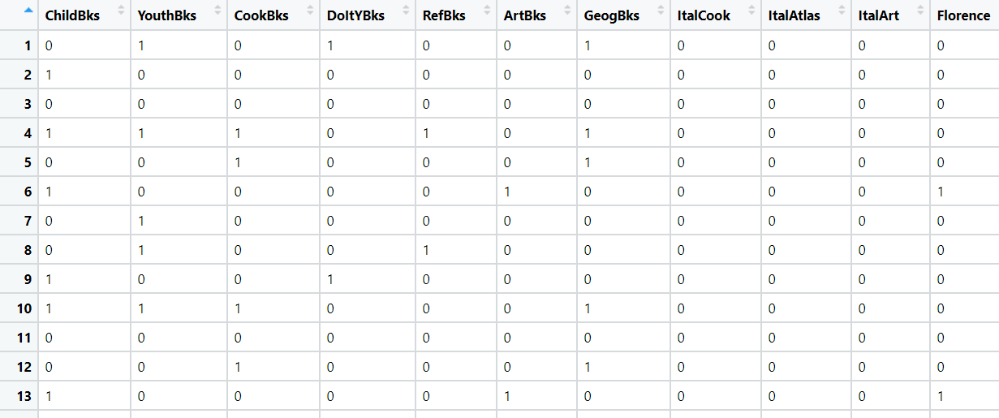 ChildBks YouthBks CookBks DoItYBks RefBks ArtBks GeogBks ItalCook ItalAtlas ItalArt Florence
1 0 1 0 1 0 0 1 0 0 0 0
2 1 0 0 0 0 0 0 0 0 0 0
3 0 0 0 0 0 0 0 0 0 0 0
4 1 1 1 0 1 0 1 0 0 0 0
5 0 0 1 0 0 0 1 0 0 0 0
6 1 0 0 0 0 1 0 0 0 0 1
7 0 1 0 0 0 0 0 0 0 0 0
8 0 1 0 0 1 0 0 0 0 0 0
9 1 0 0 1 0 0 0 0 0 0 0
10 1 1 1 0 0 0 1 0 0 0 0
11 0 0 0 0 0 0 0 0 0 0 0
12 0 0 1 0 0 0 1 0 0 0 0
13 1 0 0 0 0 1 0 0 0 0 1